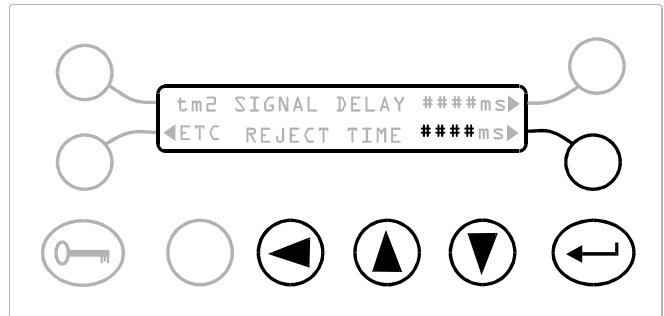 tm2 SIGNAL DELAY ####ms▶
◀ETC REJECT TIME ####ms▶